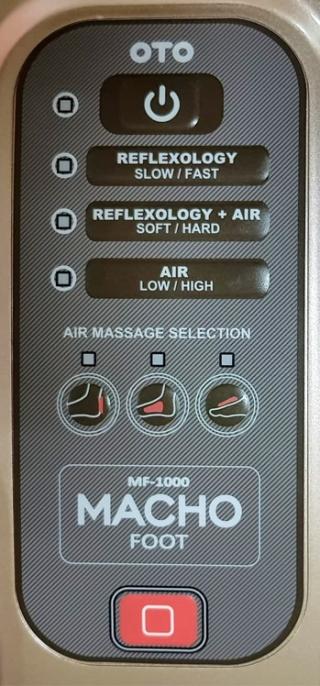 OTO
REFLEXOLOGY
SLOW / FAST
REFLEXOLOGY + AIR
SOFT / HARD
AIR
LOW / HIGH
AIR MASSAGE SELECTION
MF-1000
MACHO
FOOT